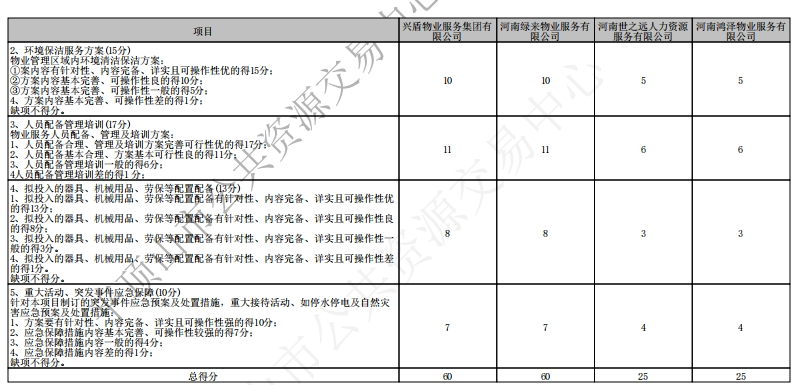 项目
兴盾物业服务集团有
限公司
河南绿来物业服务有
限公司
河南世之远人力资源
服务有限公司
河南鸿泽物业服务有
限公司
2、环境保洁服务方案(15分)
物业管理区域内环境清洁保洁方案:
①案内容有针对性、内容完备、详实且可操作性优的得15分;
②方案内容基本完善、可操作性良的得10分;
③方案内容基本完善、可操作性一般的得5分;
4、方案内容基本完善、可操作性差的得1分;
缺项不得分。
10
10
5
5
3、人员配备管理培训(17分)
物业服务人员配备、管理及培训方案:
1、人员配备合理、管理及培训方案完善可行性优的得17分;
2、人员配备基本合理、方案基本可行性良的得11分;
3、人员配备管理培训一般的得6分;
4人员配备管理培训差的得1 分;
11
11
6
6
4、拟投入的器具、机械用品、劳保等配置配备(13分)
1、拟投入的器具、机械用品、劳保等配置配备有针对性、内容完备、详实且可操作性优
的得13分;
2、拟投入的器具、机械用品、劳保等配置配备有针对性、内容完备、详实且可操作性良
的得8分;
3、拟投入的器具、机械用品、劳保等配置配备有针对性、内容完备、详实且可操作性一
般的得3分。
4、拟投入的器具、机械用品、劳保等配置配备有针对性、内容完备、详实且可操作性差
的得1分。
缺项不得分。
8
8
3
3
5、重大活动、突发事件应急保障(10分)
针对本项目制订的突发事件应急预案及处置措施,重大接待活动、如停水停电及自然灾
害应急预案及处置措施;
1、方案要有针对性、内容完备、详实且可操作性强的得10分;
2、应急保障措施内容基本完善、可操作性较强的得7分;
3、应急保障措施内容一般的得4分;
4、应急保障措施内容差的得1分;
缺项不得分。
7
7
4
4
总得分
60
60
25
25
顶山市公共资源交易中
山市公共资源交易中心